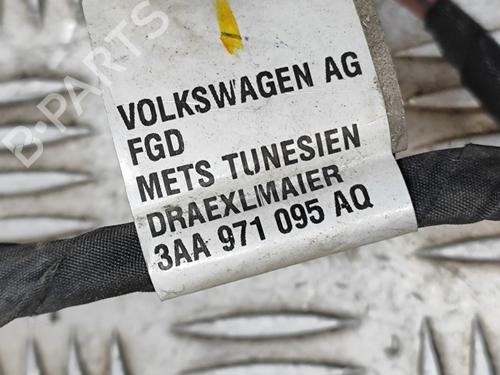 B-PARTS
VOLKSWAGEN AG
FGD
METS TUNESIEN
DRAEXLMAIER
3AA 971 095 AQ